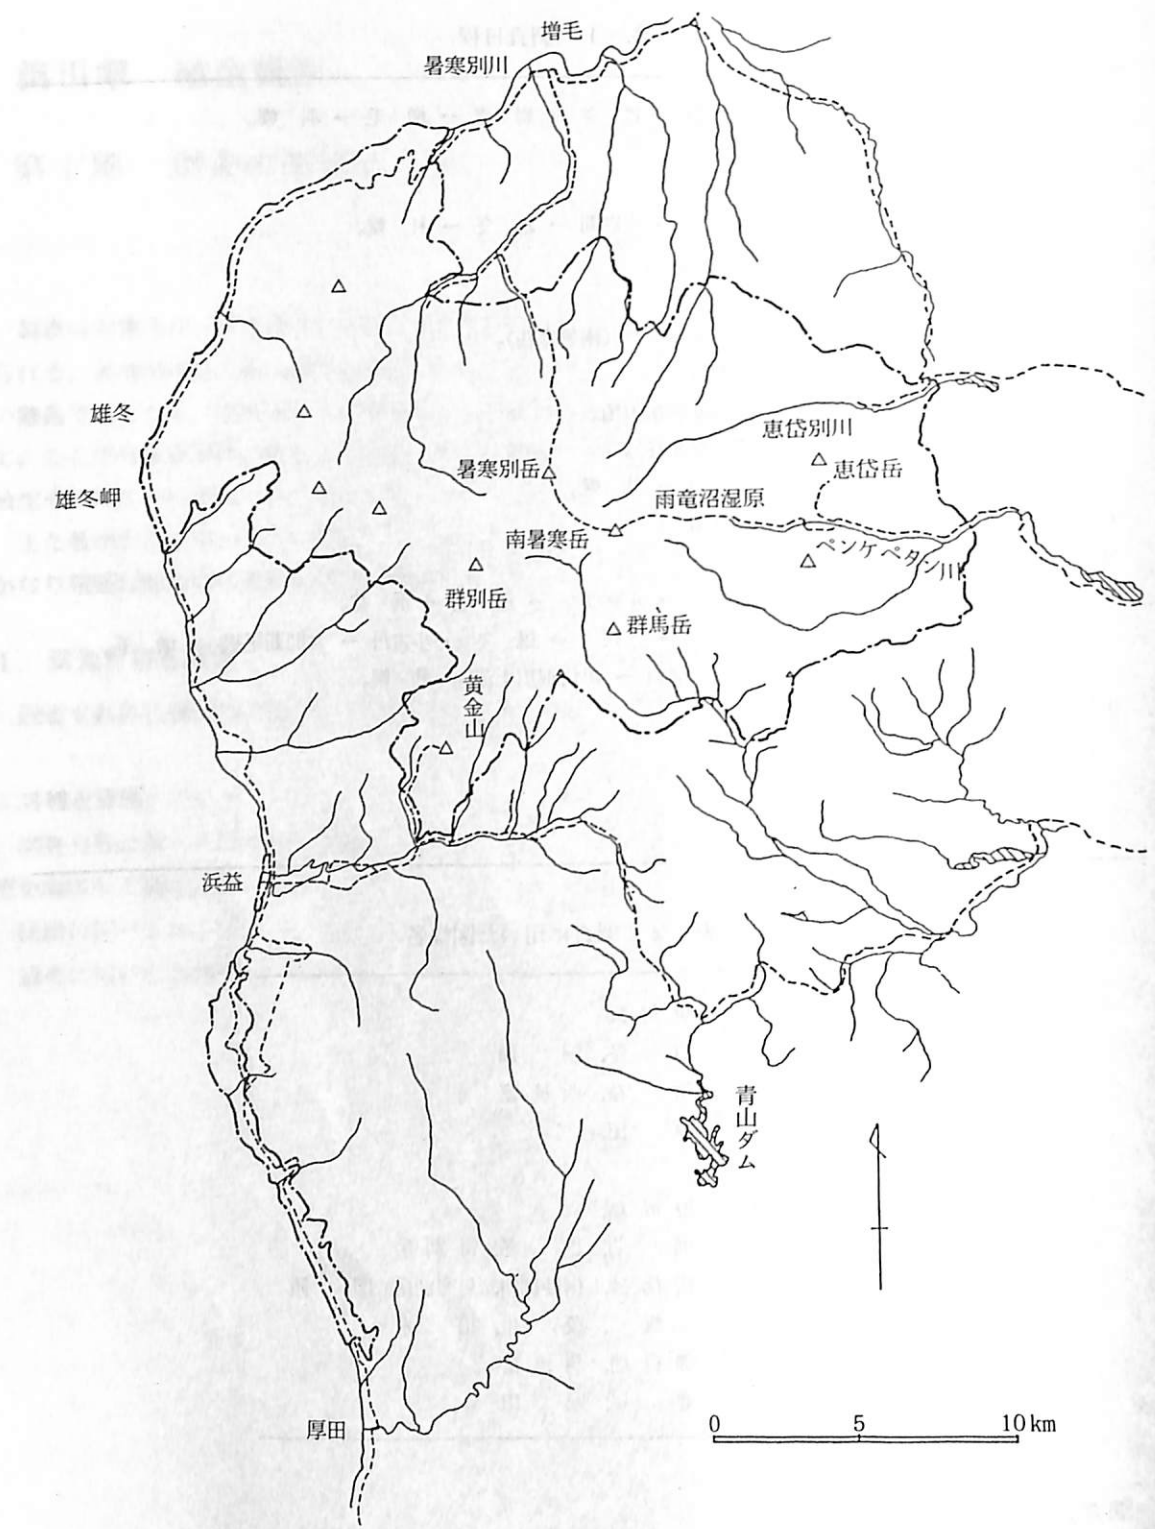 増毛
暑寒別川
雄冬
恵岱別川
暑寒別岳
恵岱岳
雄冬岬
雨竜沼湿原
南暑寒岳
ペンケペタン川
群別岳
群馬岳
黄金山
浜益
青山ダム
厚田
0 5 10km